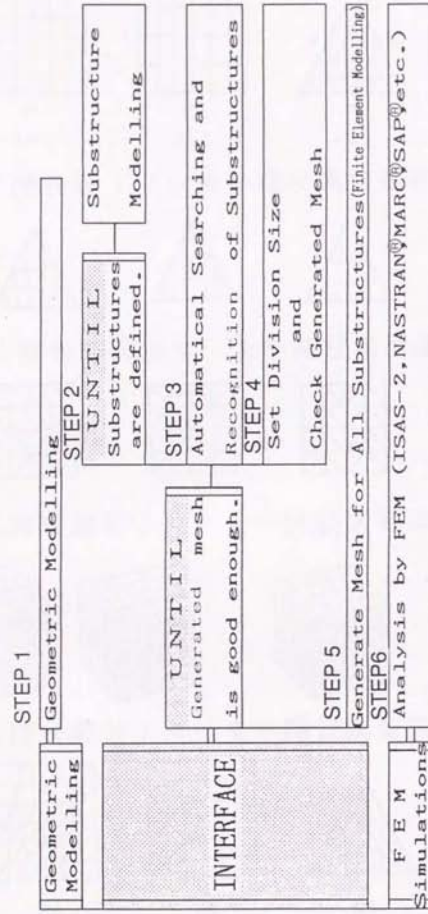 STEP 1
Geometric
Modelling
Geometric Modelling
STEP 2
UNTIL
Substructures
are defined.
Substructure
Modelling
INTERFACE
UNTIL
Generated mesh
is good enough.
STEP 3
Automatical Searching and
Recognition of Substructures
STEP 4
Set Division Size
and
Check Generated Mesh
STEP 5
Generate Mesh for All Substructures(Finite Element Modelling)
STEP6
F E M
Simulations
Analysis by FEM (ISAS-2,NASTRAN®MARC®SAP®etc.)